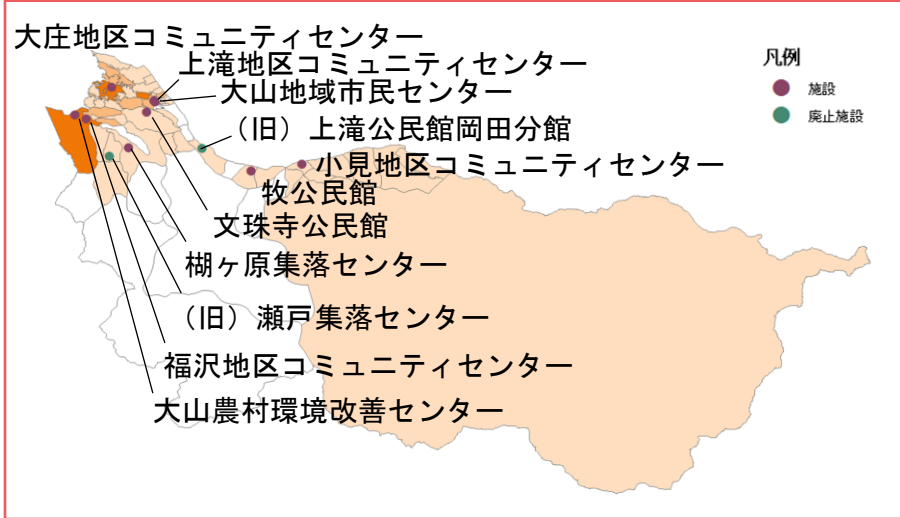 大庄地区コミュニティセンター
上滝地区コミュニティセンター
大山地域市民センター
（旧）上滝公民館岡田分館
小見地区コミュニティセンター
牧公民館
文珠寺公民館
楜ヶ原集落センター
（旧）瀬戸集落センター
福沢地区コミュニティセンター
大山農村環境改善センター
凡例
施設
廃止施設